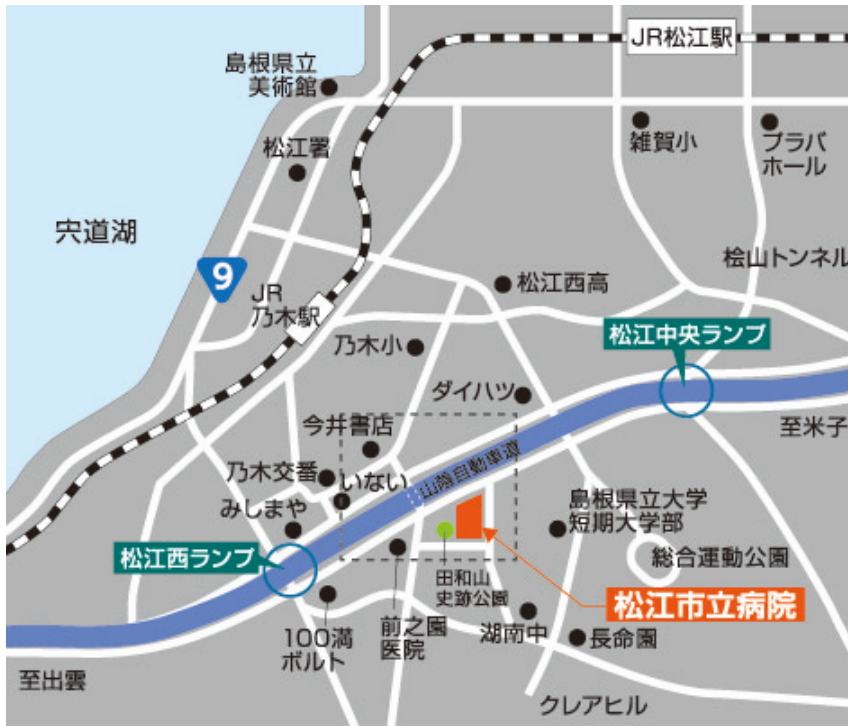 JR松江駅
島根県立
美術館
松江署
雑賀小
プラバ
ホール
宍道湖
桧山トンネル
9
JR
乃木駅
松江西高
松江中央ランプ
乃木小
ダイハツ
至米子
今井書店
山陰自動車道
乃木交番
いない
みしまや
島根県立大学
短期大学部
総合運動公園
松江西ランプ
田和山
史跡公園
松江市立病院
100満
ボルト
前之園
医院
湖南中
長命園
至出雲
クレアヒル